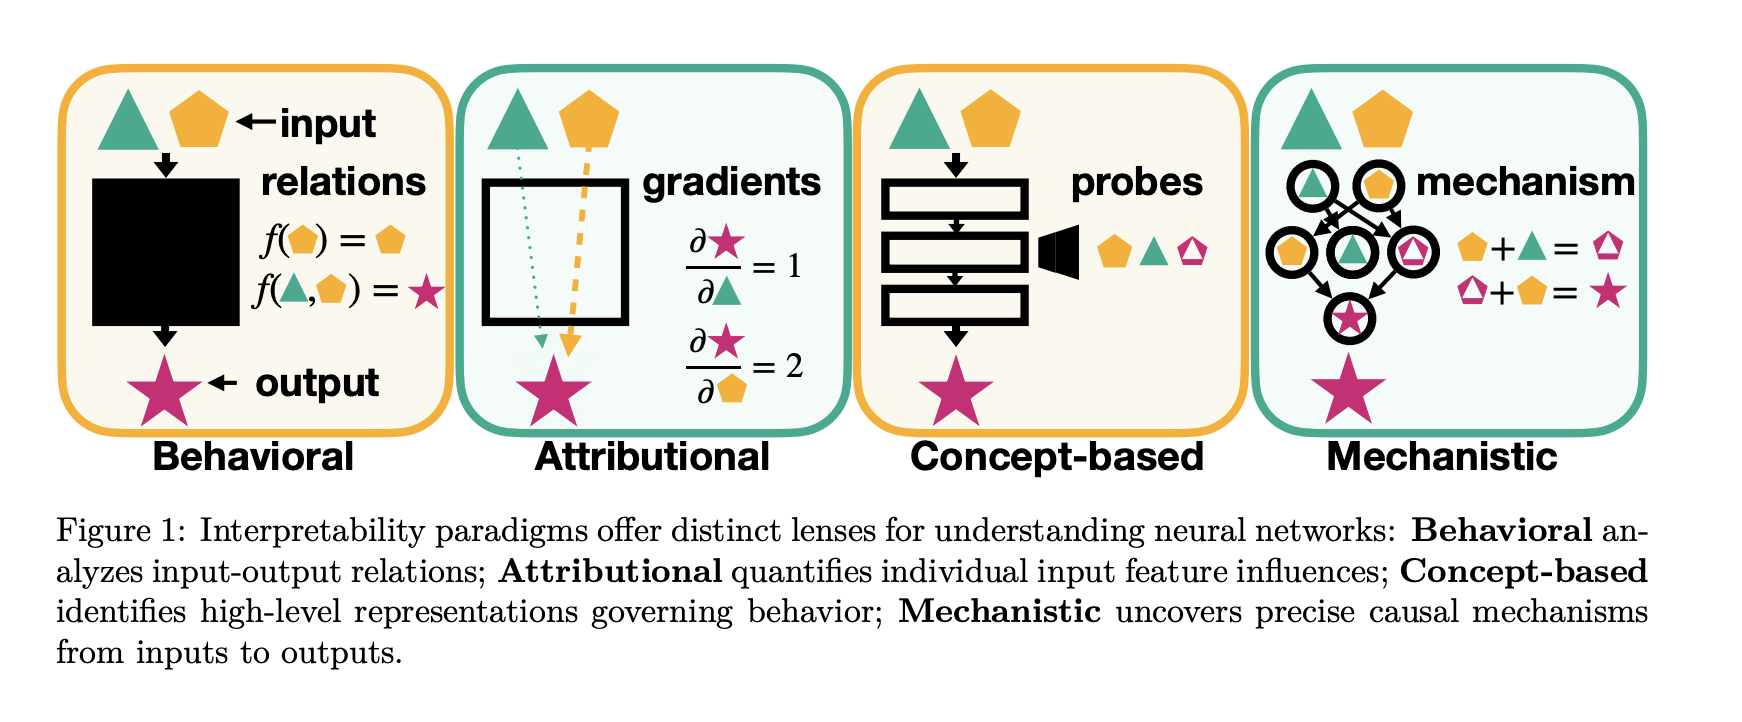 input
relations
f( ) =
f( , ) =
output
Behavioral
gradients
∂
∂
= 1
∂
∂
= 2
Attributional
probes
Concept-based
mechanism
+ =
+ =
Mechanistic
Figure 1: Interpretability paradigms offer distinct lenses for understanding neural networks: Behavioral an-
alyzes input-output relations; Attributional quantifies individual input feature influences; Concept-based
identifies high-level representations governing behavior; Mechanistic uncovers precise causal mechanisms
from inputs to outputs.